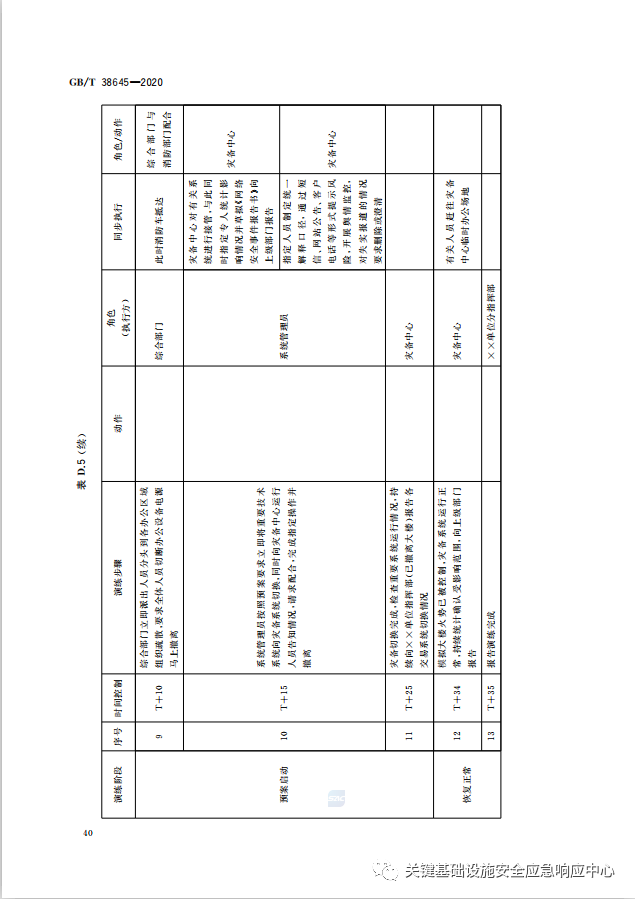 GB/T 38645—2020
表 D.5（续）
演练阶段
序号
时间控制
演练步骤
动作
角色
（执行方）
同步执行
角色/动作
预案启动
9
T+10
综合部门立即派出人员分头到各办公区域
组织疏散，要求全体人员切断办公设备电源
马上撤离
综合部门
此时消防车抵达
综合部门与
消防部门配合
10
T+15
系统管理员按照预案要求立即将重要技术
系统向灾备系统切换，同时向灾备中心运行
人员告知情况，请求配合，完成指定操作并
撤离
系统管理员
灾备中心对有关系
统进行接管，与此同
时指定专人统计影
响情况并草拟《网络
安全事件报告书》向
上级部门报告
灾备中心
指定人员制定统一
解释口径，通过短
信、网站公告、客户
电话等形式提示风
险，开展舆情监控，
对失实报道的情况
要求删除或澄清
灾备中心
11
T+25
灾备切换完成，检查重要系统运行情况，持
续向××单位指挥部（已撤离大楼）报告各
交易系统切换情况
灾备中心
恢复正常
12
T+34
模拟大楼火势已被控制，灾备系统运行正
常，持续统计确认受影响范围，向上级部门
报告
灾备中心
有关人员赶往灾备
中心临时办公场地
13
T+35
报告演练完成
××单位分指挥部
40
关键基础设施安全应急响应中心